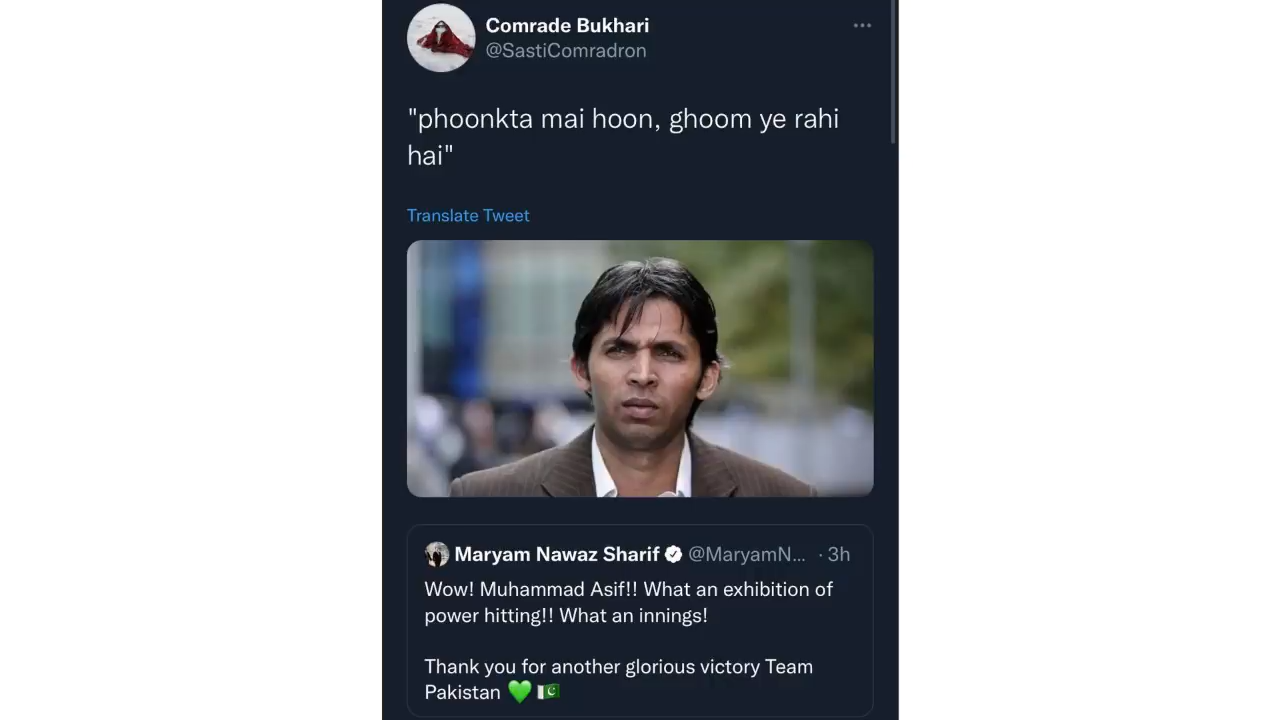 Comrade Bukhari
@SastiComradron
"phoonkta mai hoon, ghoom ye rahi
hai"
Translate Tweet
Maryam Nawaz Sharif @MaryamN... · 3h
Wow! Muhammad Asif!! What an exhibition of
power hitting!! What an innings!
Thank you for another glorious victory Team
Pakistan 💚 🇵🇰